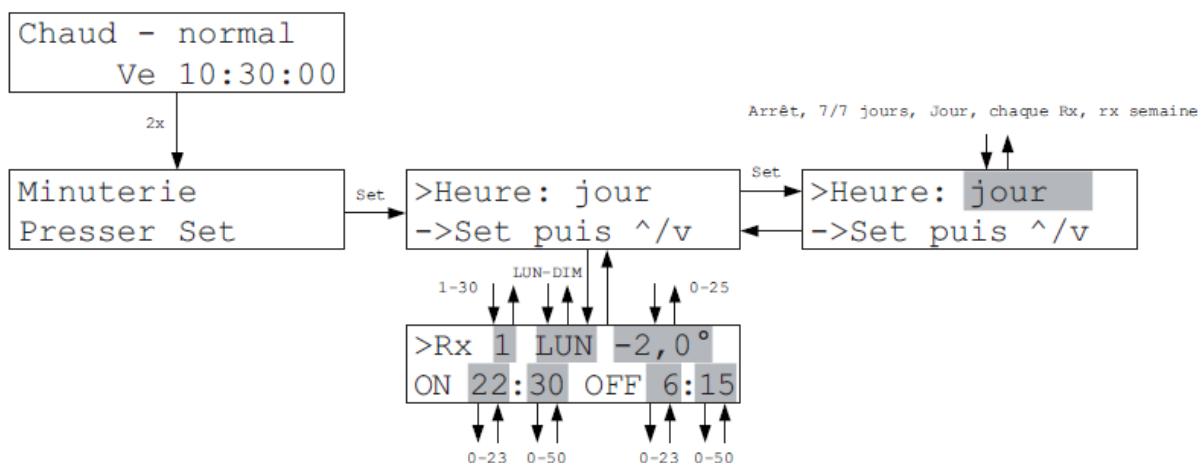 Chaud - normal
Ve 10:30:00
2x
Arrêt, 7/7 jours, Jour, chaque Rx, rx semaine
Minuterie
Presser Set
Set
>Heure: jour
->Set puis ^/v
Set
>Heure: jour
->Set puis ^/v
1-30
LUN-DIM
0-25
>Rx 1 LUN -2,0°
ON 22:30 OFF 6:15
0-23 0-50 0-23 0-50